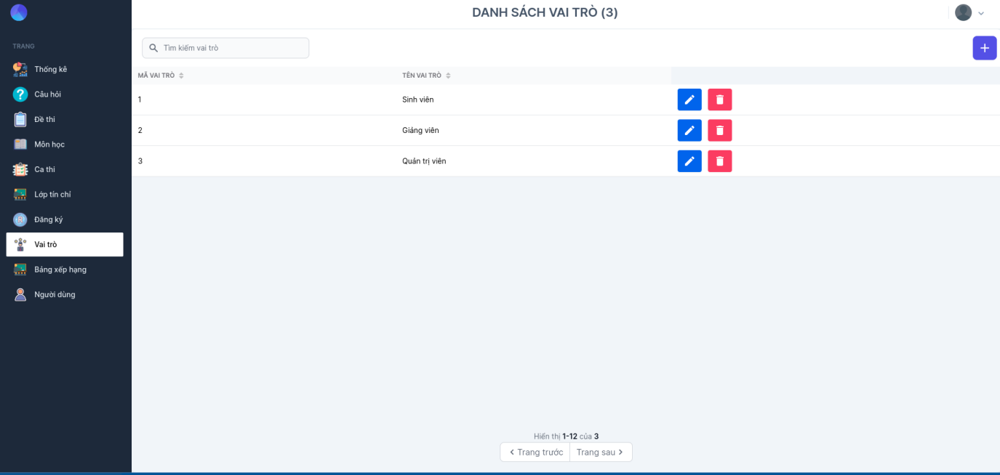 DANH SÁCH VAI TRÒ (3)
TRANG
Thống kê
Câu hỏi
Đề thi
Môn học
Ca thi
Lớp tín chỉ
Đăng ký
Vai trò
Bảng xếp hạng
Người dùng
Tìm kiếm vai trò
+
MÃ VAI TRÒ TÊN VAI TRÒ
1 Sinh viên
2 Giảng viên
3 Quản trị viên
Hiển thị 1-12 của 3
Trang trước Trang sau